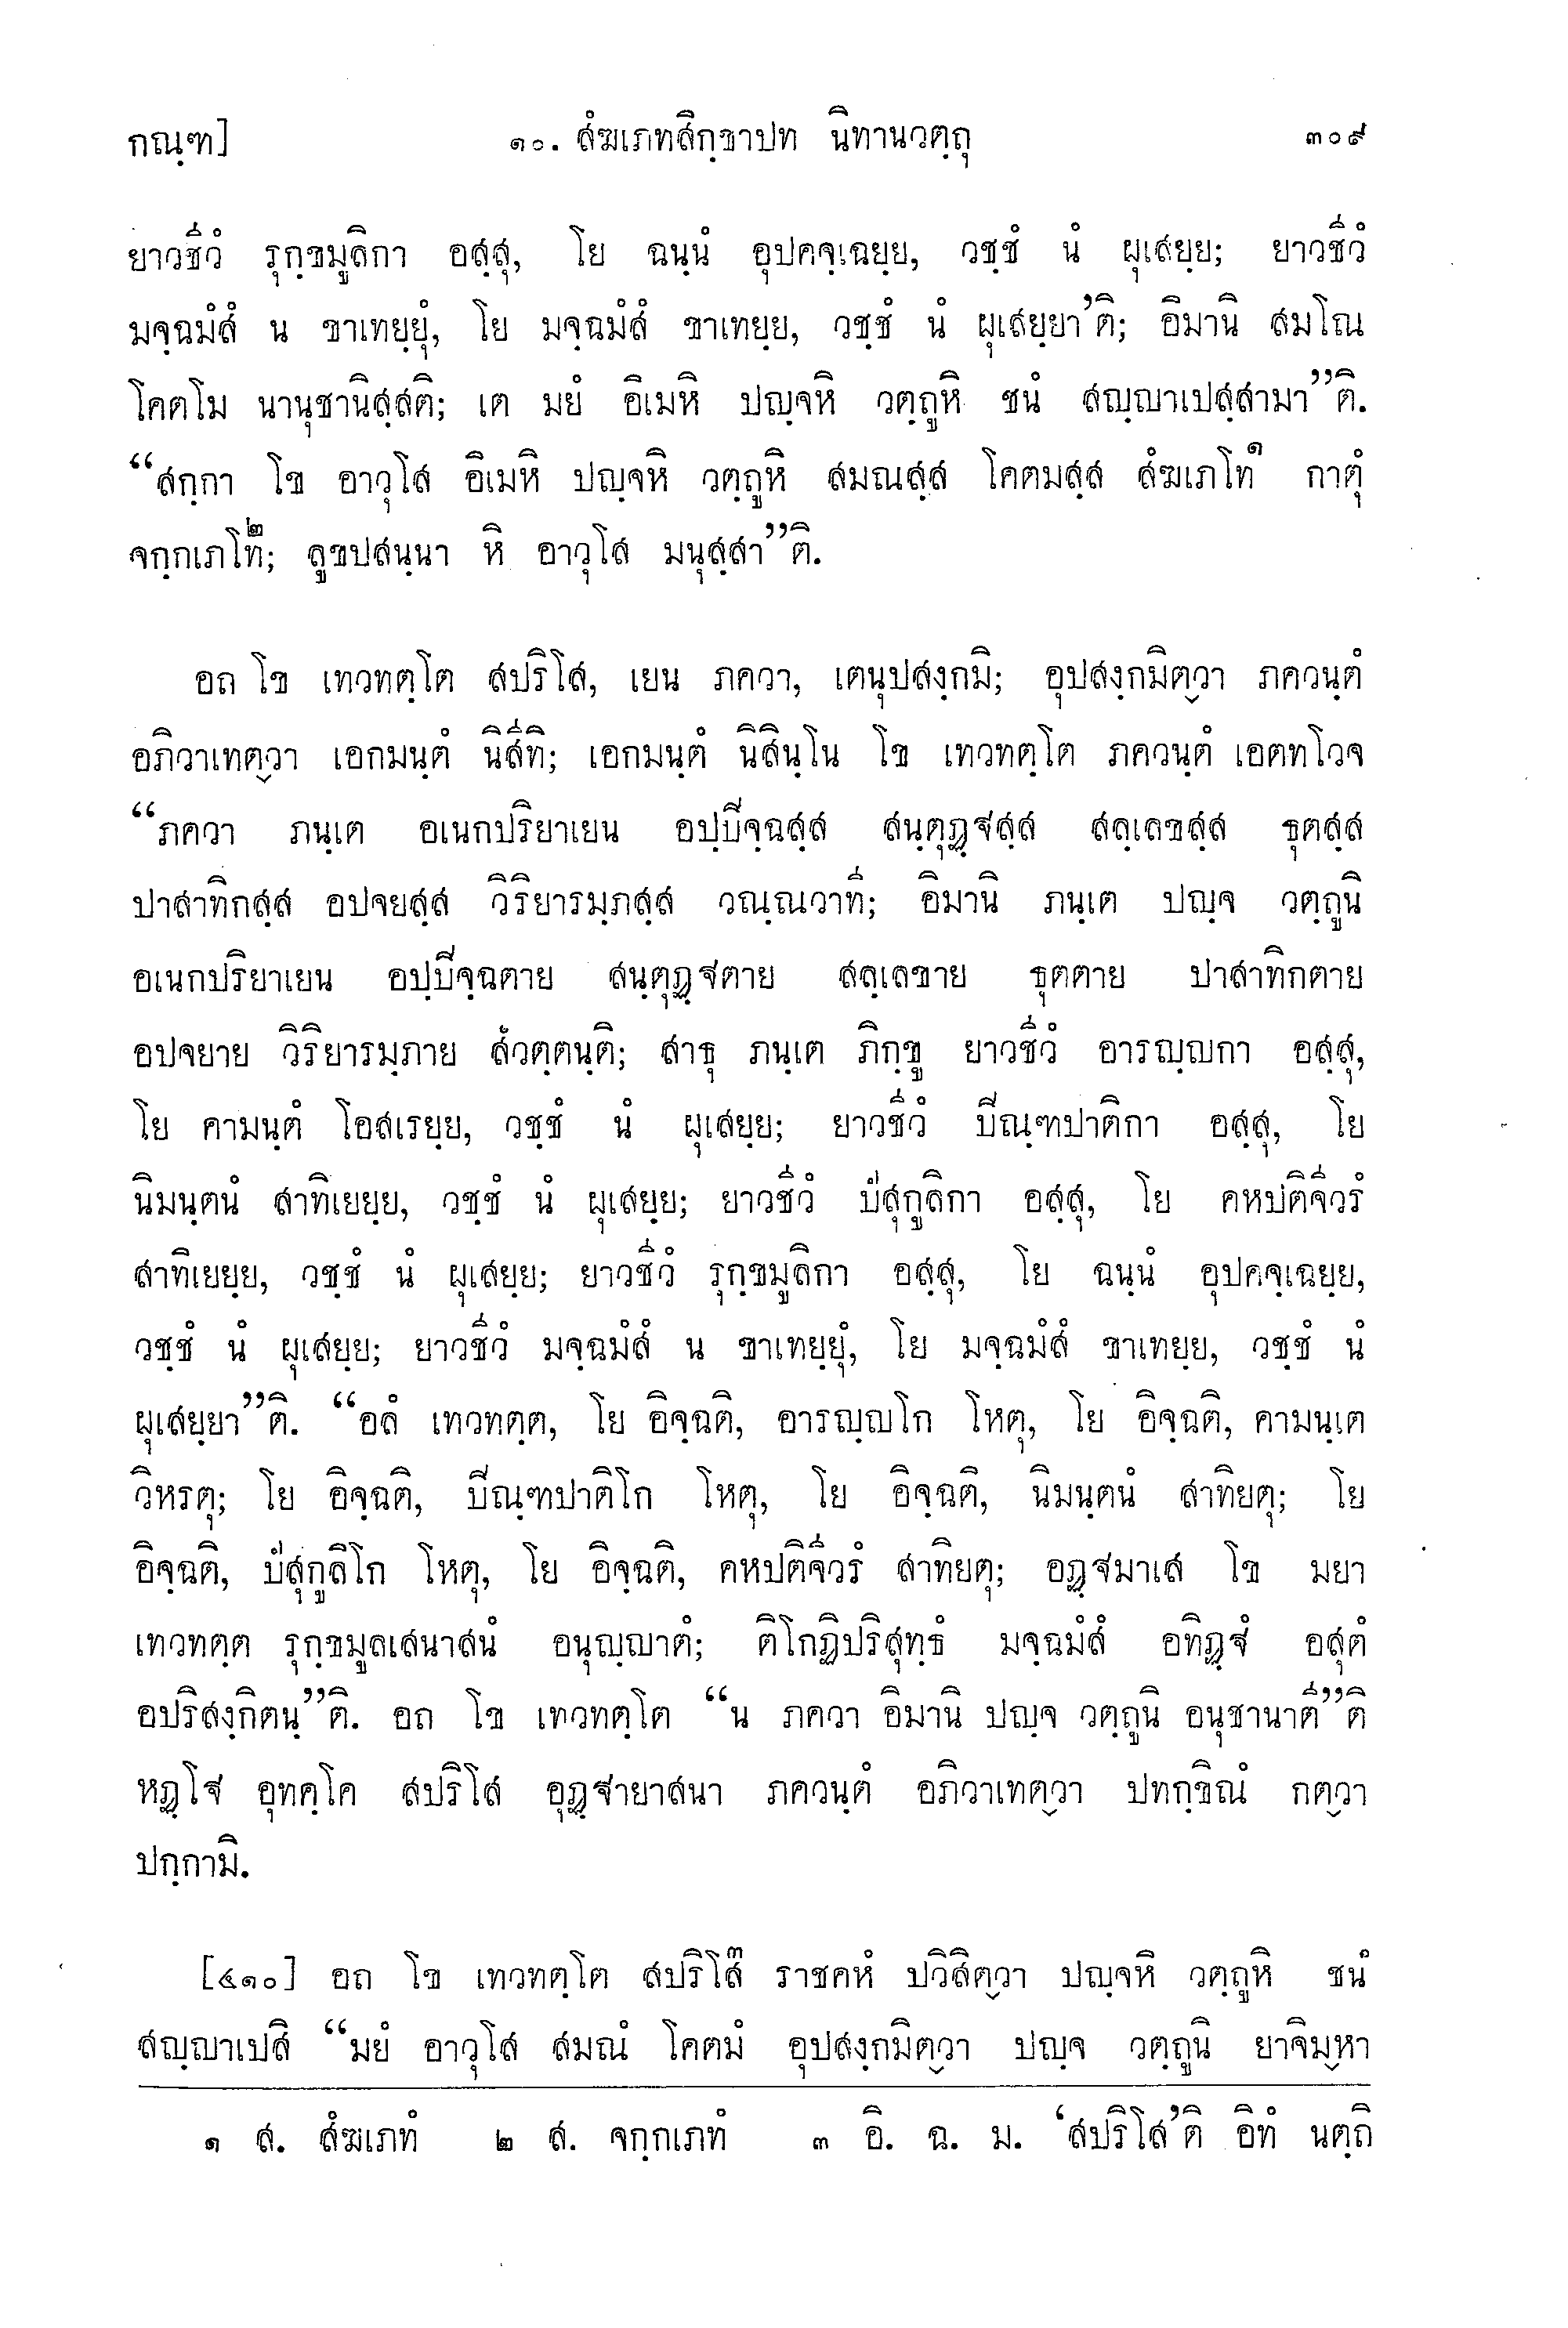 กณฺฑ] ๑๐. สํฆเภทสิกฺขาปท นิทานวตฺถุ ๓๐๙
ยาวชีวํ รุกฺขมูลิกา อสฺสุ, โย ฉนฺนํ อุปคจฺเฉยฺย, วชฺชํ นํ ผุเสยฺย; ยาวชีวํ
มจฺฉมํสํ น ขาเทยฺยุํ, โย มจฺฉมํสํ ขาเทยฺย, วชฺชํ นํ ผุเสยฺยา’ติ; อิมานิ สมโณ
โคตโม นานุชานิสฺสติ; เต มยํ อิเมหิ ปญฺจหิ วตฺถูหิ ชนํ สญฺญาเปสฺสามา”ติ.
“สกฺกา โข อาวุโส อิเมหิ ปญฺจหิ วตฺถูหิ สมณสฺส โคตมสฺส สํฆเภโท๑ กาตุํ
จกฺกเภโท๒; ลูขปสนฺนา หิ อาวุโส มนุสฺสา”ติ.
อถ โข เทวทตฺโต สปริโส, เยน ภควา, เตนุปสงฺกมิ; อุปสงฺกมิตฺวา ภควนฺตํ
อภิวาเทตฺวา เอกมนฺตํ นิสีทิ; เอกมนฺตํ นิสินฺโน โข เทวทตฺโต ภควนฺตํ เอตทโวจ
“ภควา ภนฺเต อเนกปริยาเยน อปฺปิจฺฉสฺส สนฺตุฏฺฐสฺส สลฺเลขสฺส ธุตสฺส
ปาสาทิกสฺส อปจยสฺส วิริยารมฺภสฺส วณฺณวาที; อิมานิ ภนฺเต ปญฺจ วตฺถูนิ
อเนกปริยาเยน อปฺปิจฺฉตาย สนฺตุฏฺฐตาย สลฺเลขาย ธุตตาย ปาสาทิกตาย
อปจยาย วิริยารมฺภาย สํวตฺตนฺติ; สาธุ ภนฺเต ภิกฺขู ยาวชีวํ อารญฺญกา อสฺสุ,
โย คามนฺตํ โอสเรยฺย, วชฺชํ นํ ผุเสยฺย; ยาวชีวํ ปิณฺฑปาติกา อสฺสุ, โย
นิมนฺตนํ สาทิเยยฺย, วชฺชํ นํ ผุเสยฺย; ยาวชีวํ ปํสุกูลิกา อสฺสุ, โย คหปติจีวรํ
สาทิเยยฺย, วชฺชํ นํ ผุเสยฺย; ยาวชีวํ รุกฺขมูลิกา อสฺสุ, โย ฉนฺนํ อุปคจฺเฉยฺย,
วชฺชํ นํ ผุเสยฺย; ยาวชีวํ มจฺฉมํสํ น ขาเทยฺยุํ, โย มจฺฉมํสํ ขาเทยฺย, วชฺชํ นํ
ผุเสยฺยา”ติ. “อลํ เทวทตฺต, โย อิจฺฉติ, อารญฺญโก โหตุ, โย อิจฺฉติ, คามนฺเต
วิหรตุ; โย อิจฺฉติ, ปิณฺฑปาติโก โหตุ, โย อิจฺฉติ, นิมนฺตนํ สาทิยตุ; โย
อิจฺฉติ, ปํสุกูลิโก โหตุ, โย อิจฺฉติ, คหปติจีวรํ สาทิยตุ; อฏฺฐมาเส โข มยา
เทวทตฺต รุกฺขมูลเสนาสนํ อนุญฺญาตํ; ติโกฏิปริสุทฺธํ มจฺฉมํสํ อทิฏฺฐํ อสุตํ
อปริสงฺกิตนฺ”ติ. อถ โข เทวทตฺโต “น ภควา อิมานิ ปญฺจ วตฺถูนิ อนุชานาตี”ติ
หฏฺโฐ อุทคฺโค สปริโส อุฏฺฐายาสนา ภควนฺตํ อภิวาเทตฺวา ปทกฺขิณํ กตฺวา
ปกฺกามิ.
[๕๑๐] อถ โข เทวทตฺโต สปริโส๓ ราชคหํ ปวิสิตฺวา ปญฺจหิ วตฺถูหิ ชนํ
สญฺญาเปสิ “มยํ อาวุโส สมณํ โคตมํ อุปสงฺกมิตฺวา ปญฺจ วตฺถูนิ ยาจิมฺหา
๑ ส. สํฆเภทํ ๒ ส. จกฺกเภทํ ๓ อิ. ฉ. ม. ‘สปริโส’ติ อิทํ นตฺถิ